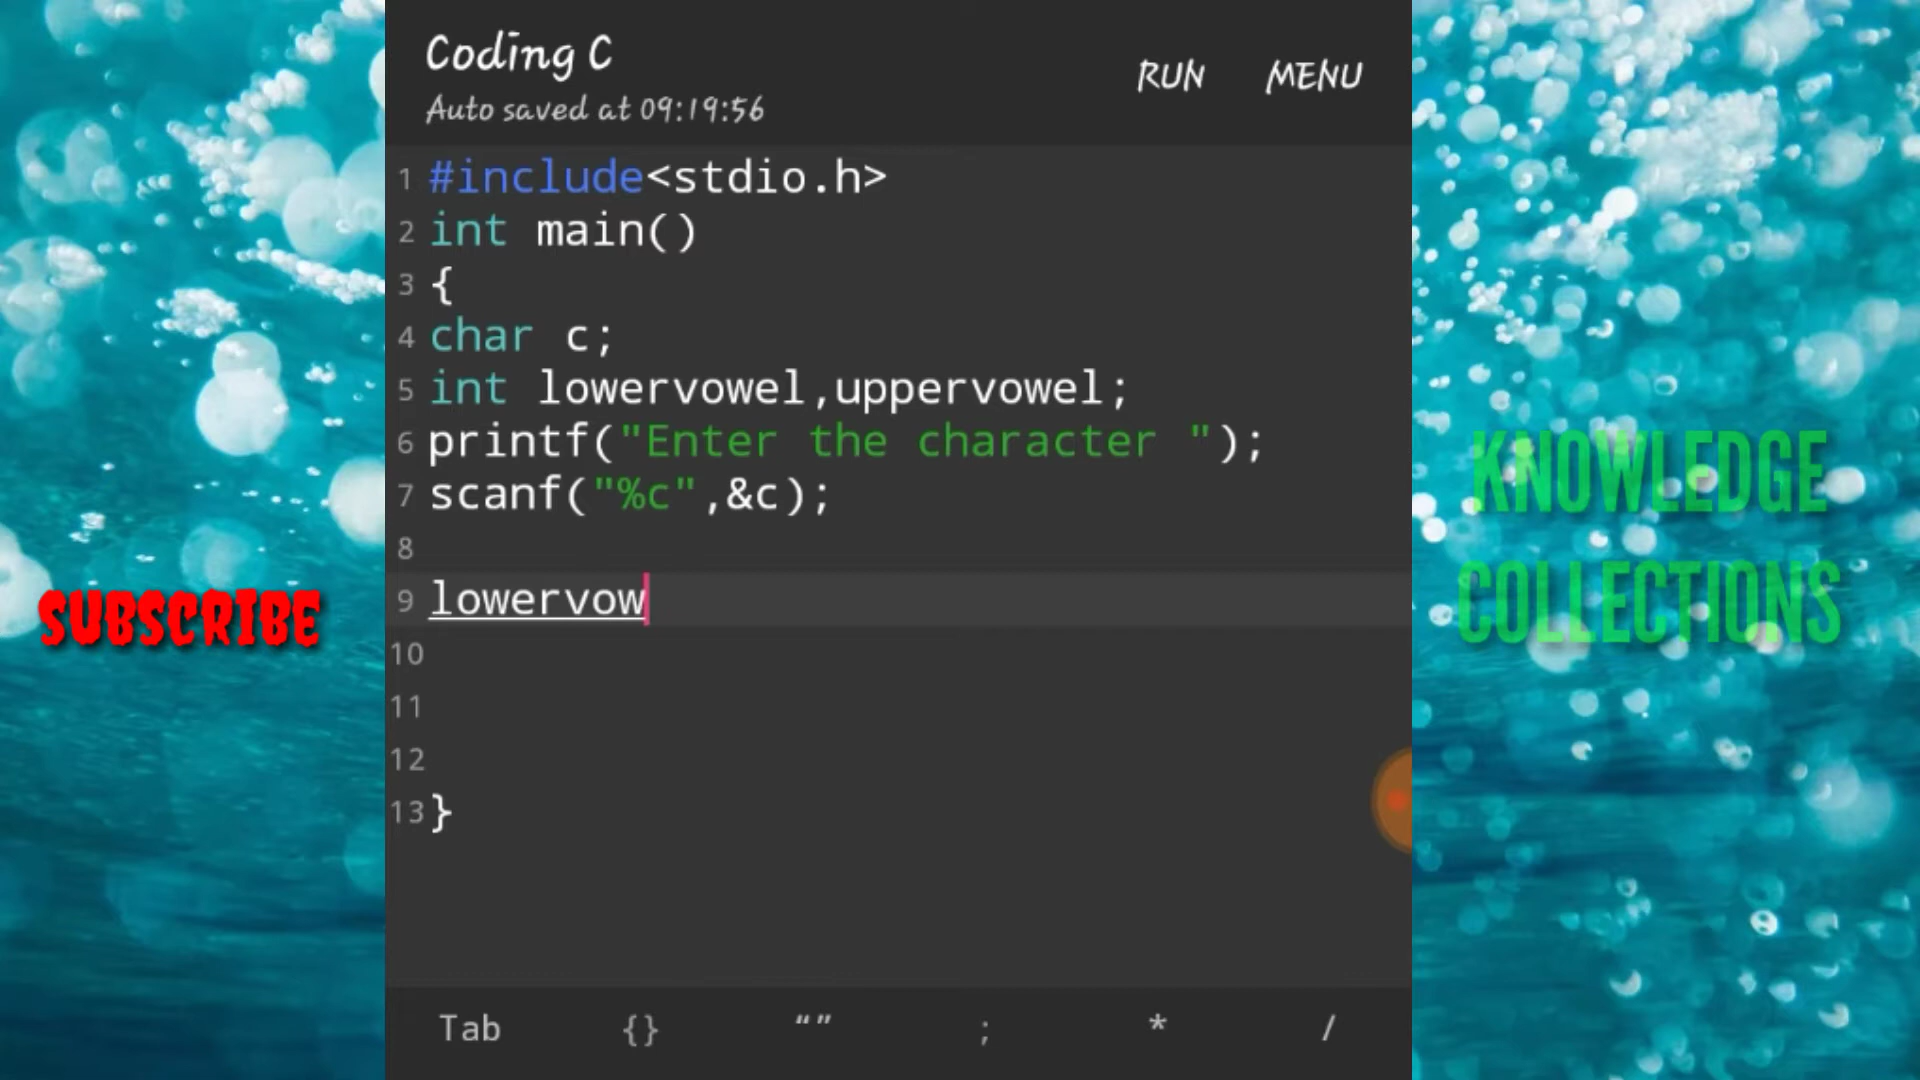 Coding C
Auto saved at 09:19:56
RUN MENU
1 #include<stdio.h>
2 int main()
3 {
4 char c;
5 int lowervowel,uppervowel;
6 printf("Enter the character ");
7 scanf("%c",&c);
8
9 lowervow
10
11
12
13 }
Tab {} “” ; * /
SUBSCRIBE
KNOWLEDGE
COLLECTIONS